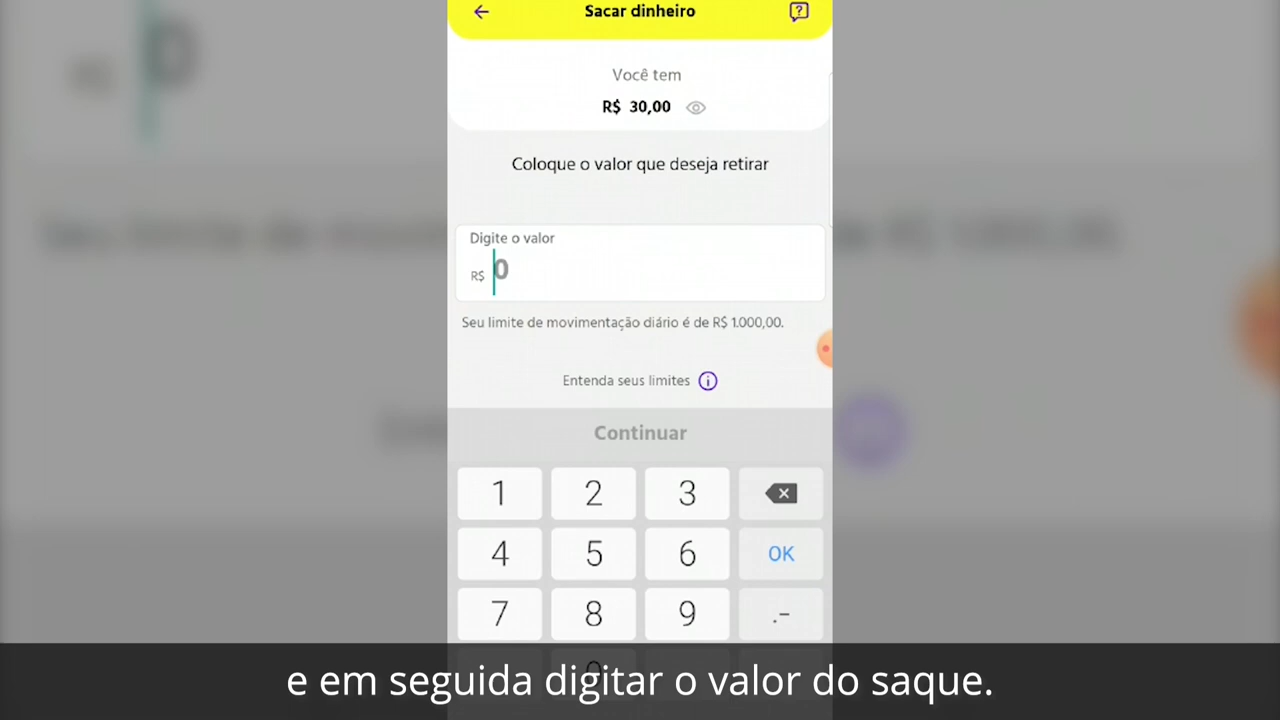 Sacar dinheiro
Você tem
R$ 30,00
Coloque o valor que deseja retirar
Digite o valor
R$ 0
Seu limite de movimentação diário é de R$ 1.000,00.
Entenda seus limites
Continuar
1 2 3
4 5 6 OK
7 8 9 .-
0
e em seguida digitar o valor do saque.